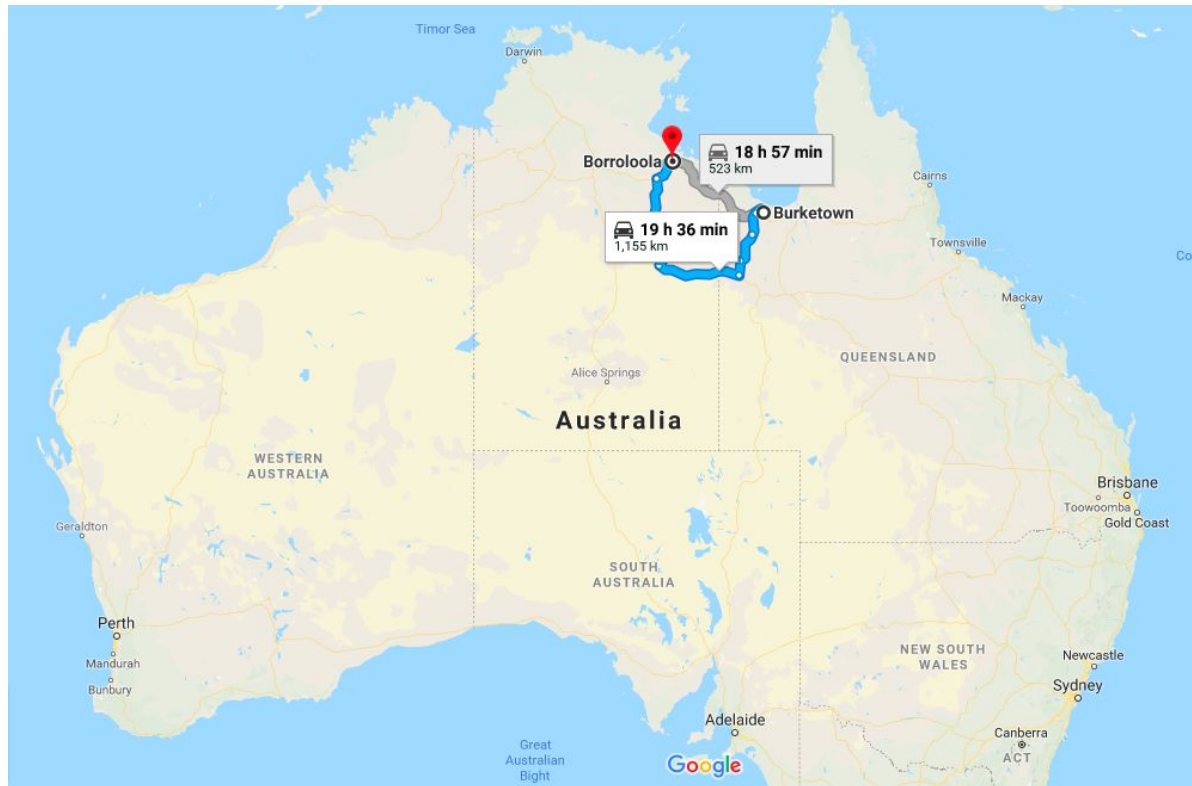 Timor Sea
Darwin
Borroloola
18 h 57 min
523 km
Burketown
19 h 36 min
1,155 km
Cairns
Townsville
Co
Mackay
QUEENSLAND
Alice Springs
Australia
WESTERN
AUSTRALIA
Brisbane
Toowoomba
Gold Coast
Geraldton
SOUTH
AUSTRALIA
Perth
Mandurah
Bunbury
NEW SOUTH
WALES
Newcastle
Sydney
Adelaide
Canberra
ACT
Great
Australian
Bight
Google